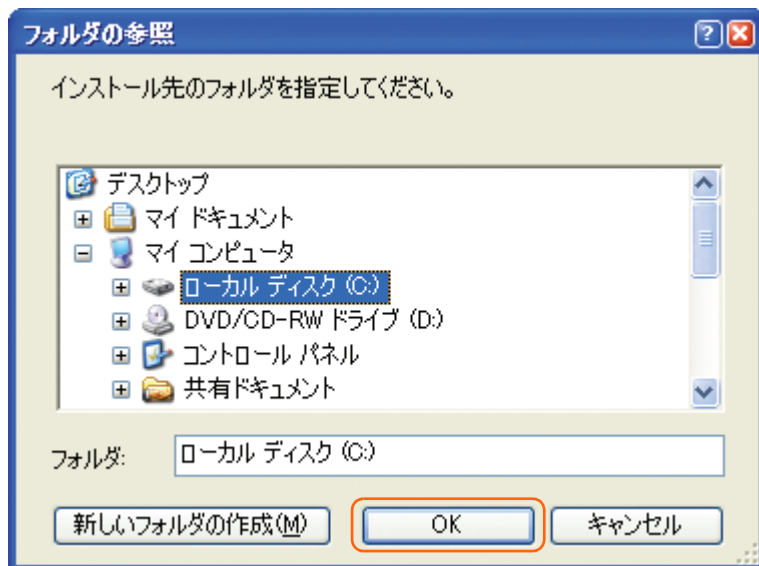 フォルダの参照
インストール先のフォルダを指定してください。
デスクトップ
マイ ドキュメント
マイ コンピュータ
ローカル ディスク (C:)
DVD/CD-RW ドライブ (D:)
コントロール パネル
共有ドキュメント
フォルダ: ローカル ディスク (C:)
新しいフォルダの作成(M) OK キャンセル